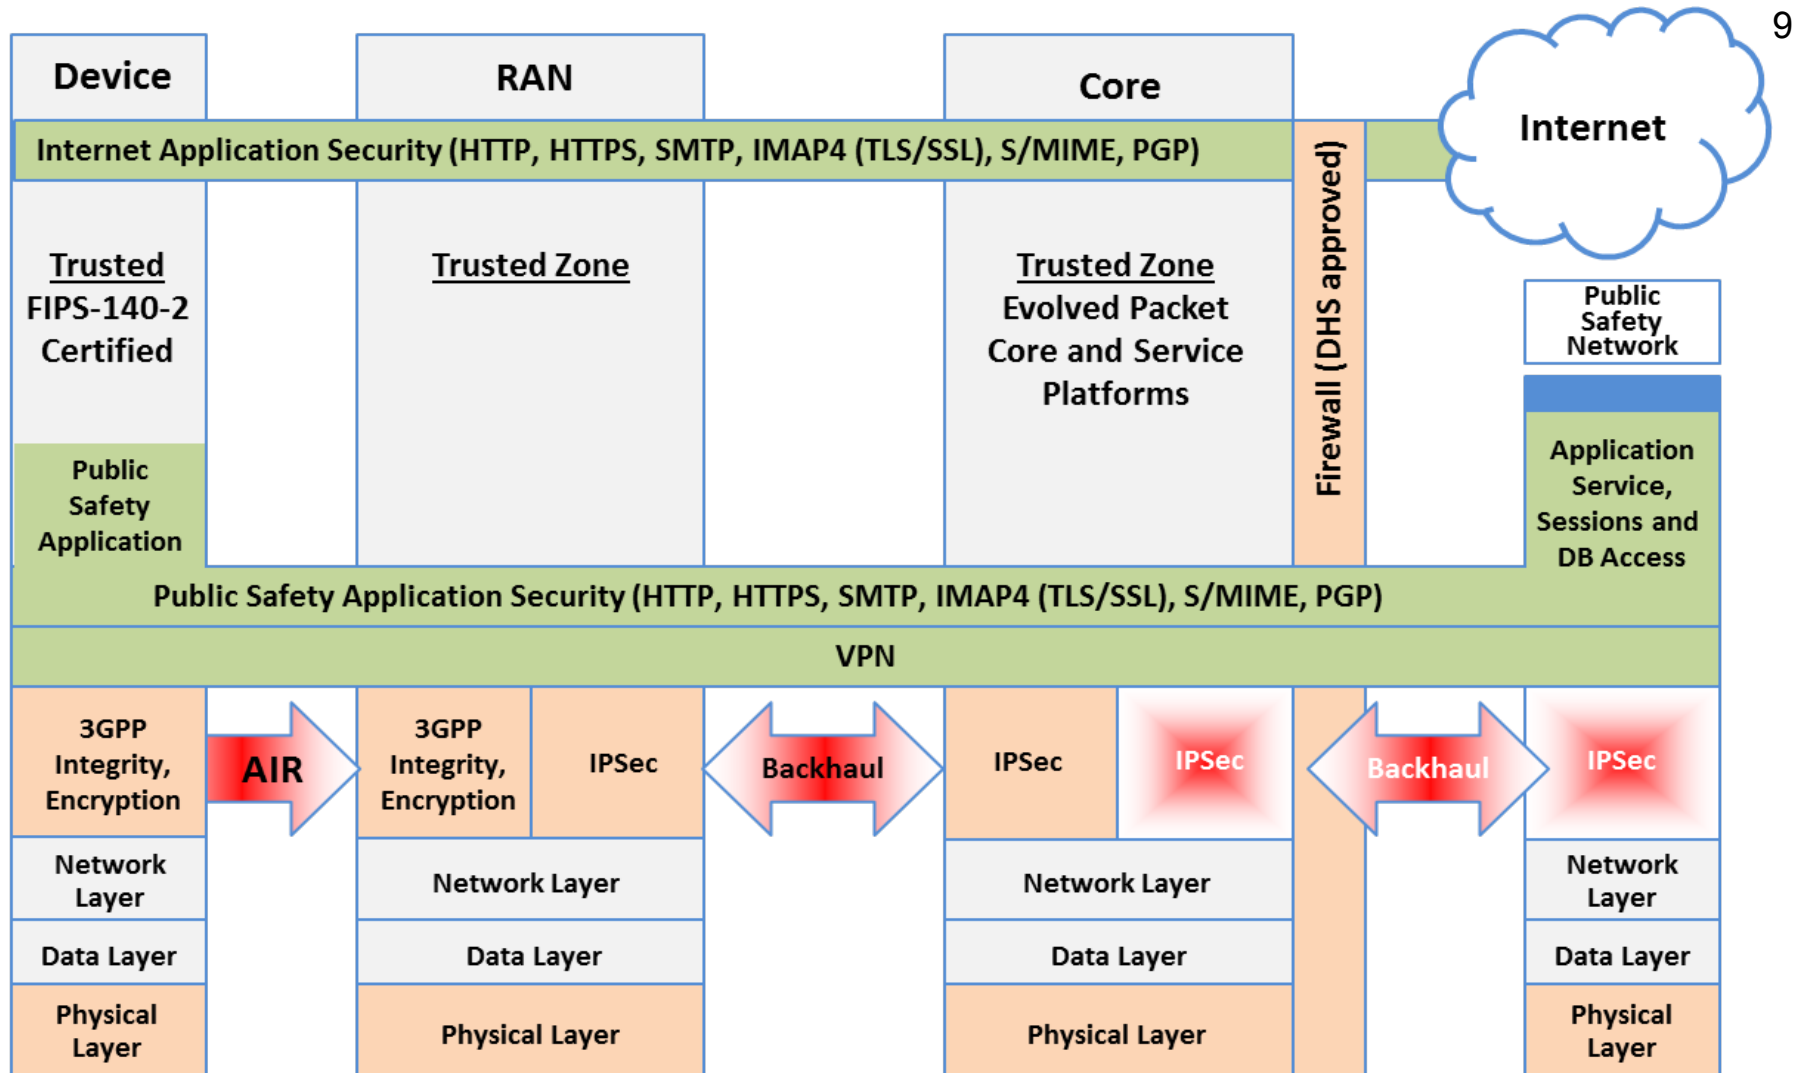 9
Device
RAN
Core
Internet
Internet Application Security (HTTP, HTTPS, SMTP, IMAP4 (TLS/SSL), S/MIME, PGP)
Firewall (DHS approved)
Trusted
FIPS-140-2
Certified
Trusted Zone
Trusted Zone
Evolved Packet
Core and Service
Platforms
Public
Safety
Network
Public
Safety
Application
Application
Service,
Sessions and
DB Access
Public Safety Application Security (HTTP, HTTPS, SMTP, IMAP4 (TLS/SSL), S/MIME, PGP)
VPN
3GPP
Integrity,
Encryption
AIR
3GPP
Integrity,
Encryption
IPSec
Backhaul
IPSec
IPSec
Backhaul
IPSec
Network
Layer
Network Layer
Network Layer
Network
Layer
Data Layer
Data Layer
Data Layer
Data Layer
Physical
Layer
Physical Layer
Physical Layer
Physical
Layer